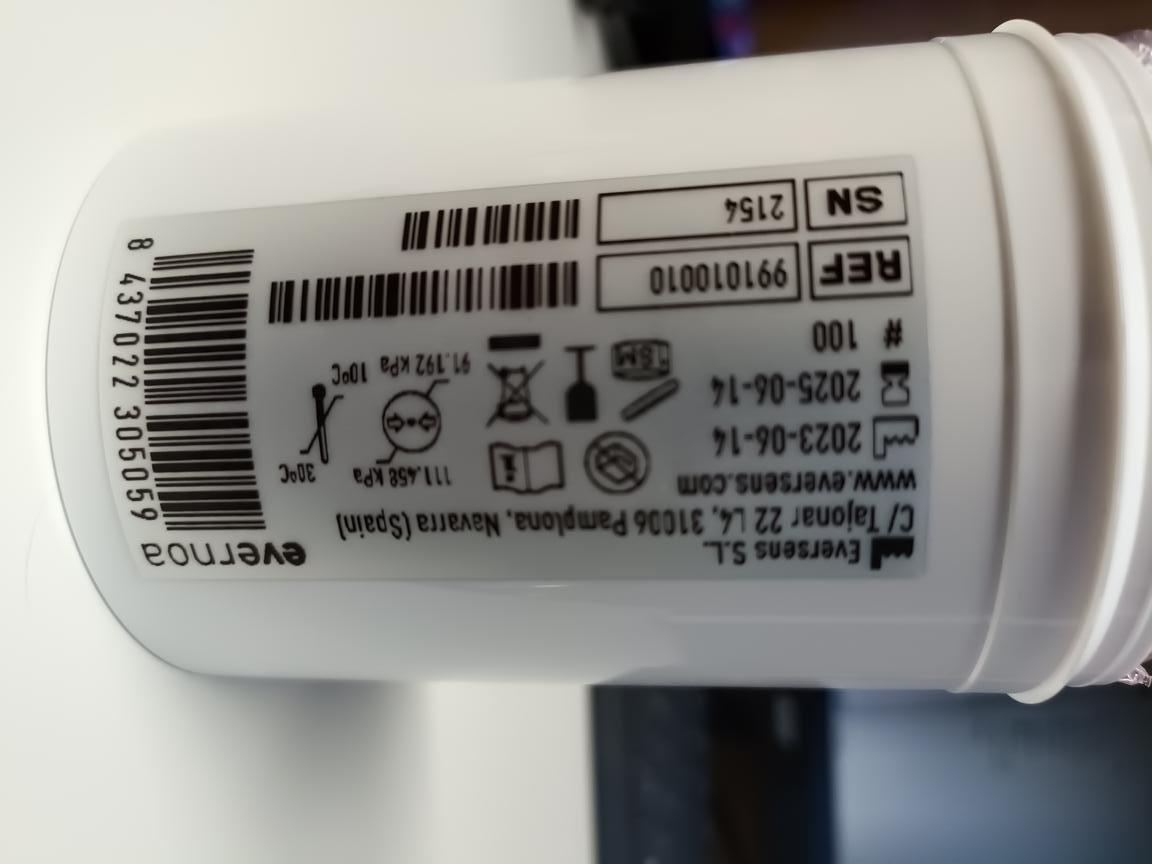 Eversens S.L.
C/ Tajonar 22 L4, 31006 Pamplona, Navarra (Spain)
www.eversens.com
evernoa
2023-06-14
2025-06-14
# 100
111.458 kPa
91.192 kPa
30ºC
10ºC
REF 991010010
SN 2154
8 437022 305059